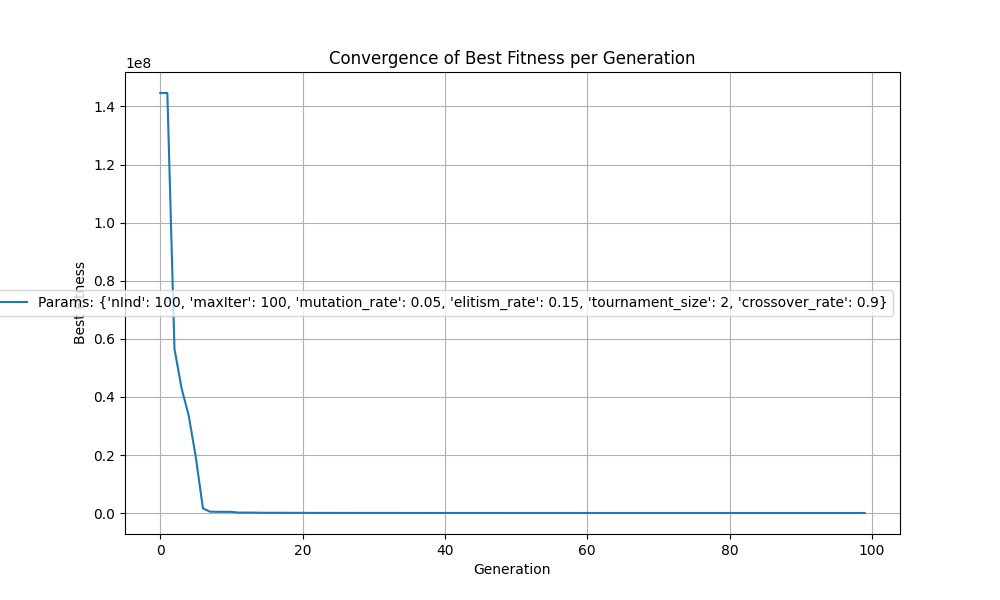 Convergence of Best Fitness per Generation
1e8
1.4
1.2
1.0
0.8
Params: {'nInd': 100, 'maxIter': 100, 'mutation_rate': 0.05, 'elitism_rate': 0.15, 'tournament_size': 2, 'crossover_rate': 0.9}
Best Fitness
0.6
0.4
0.2
0.0
0 20 40 60 80 100
Generation